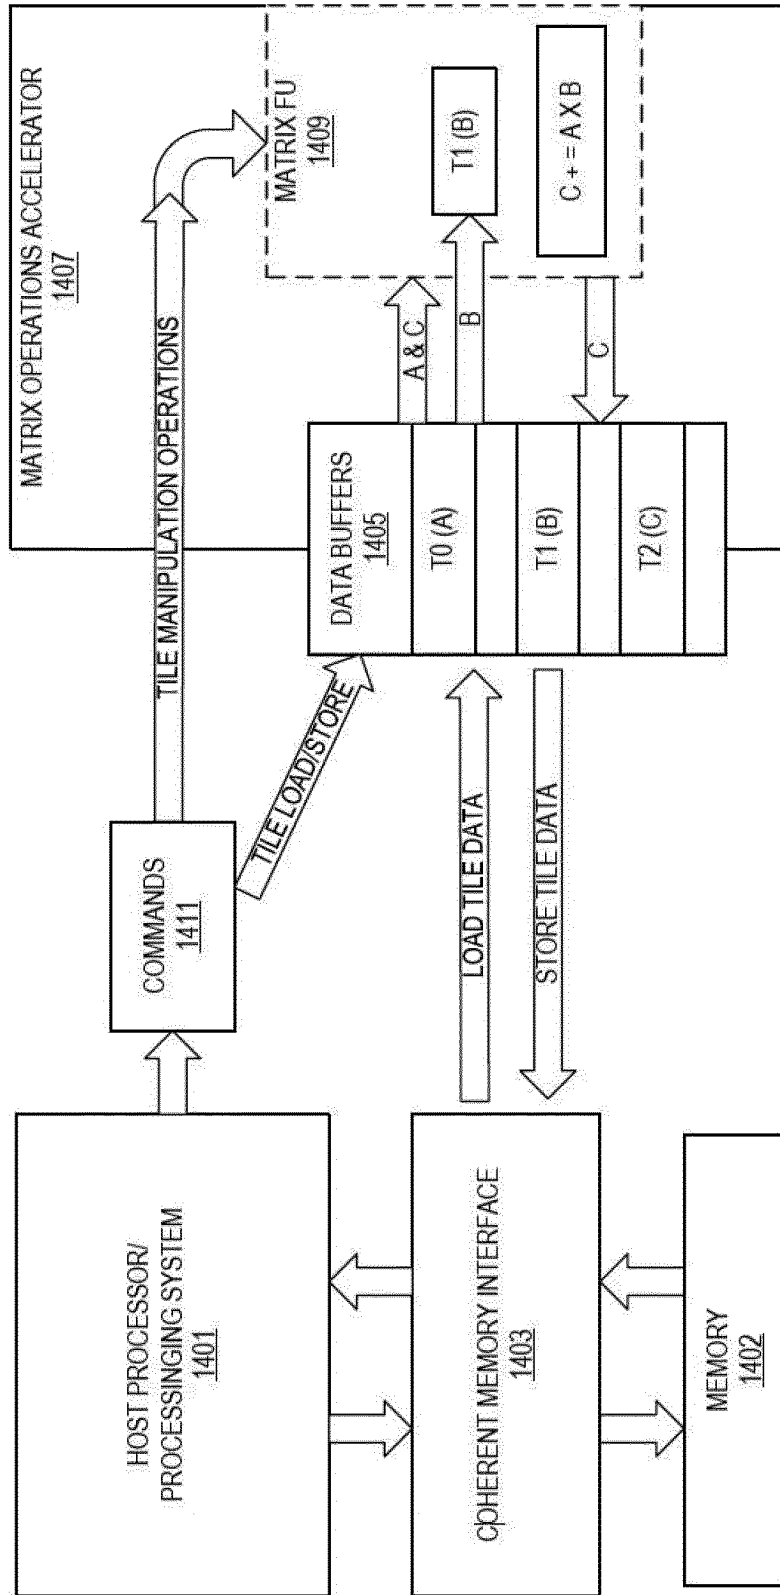 HOST PROCESSOR/
PROCESSINGING SYSTEM
1401
COHERENT MEMORY INTERFACE
1403
MEMORY
1402
COMMANDS
1411
TILE MANIPULATION OPERATIONS
TILE LOAD/STORE
LOAD TILE DATA
STORE TILE DATA
MATRIX OPERATIONS ACCELERATOR
1407
DATA BUFFERS
1405
T0 (A)
T1 (B)
T2 (C)
A & C
B
C
MATRIX FU
1409
T1 (B)
C + = A X B